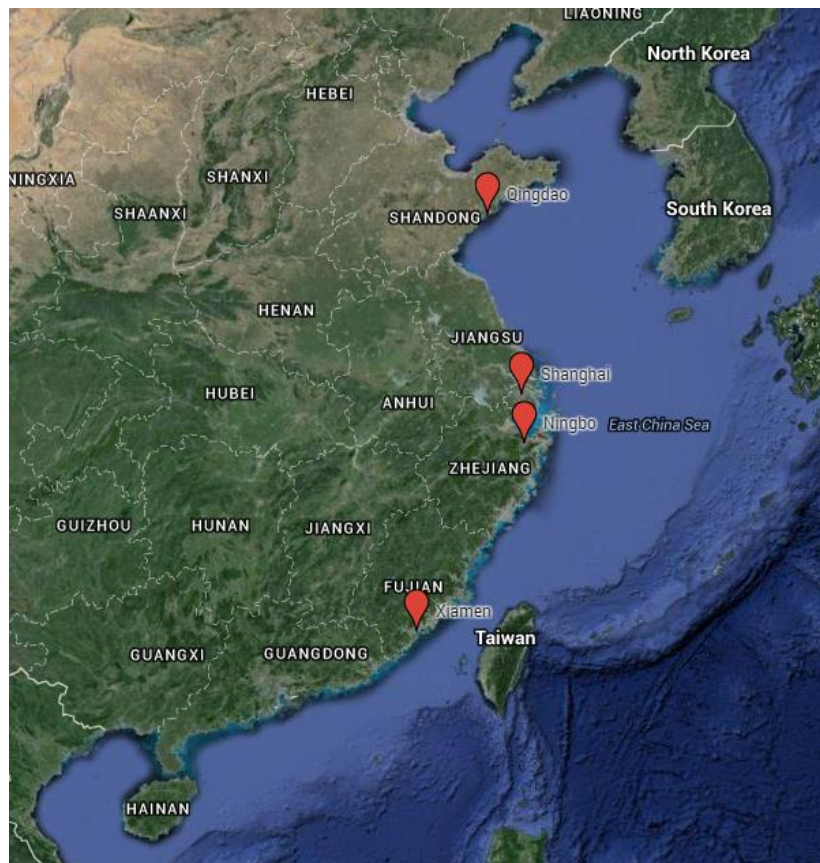 LIAONING
North Korea
HEBEI
SHANXI
NINGXIA
Qingdao
SHAANXI
SHANDONG
South Korea
HENAN
JIANGSU
Shanghai
HUBEI
ANHUI
Ningbo
East China Sea
ZHEJIANG
GUIZHOU
HUNAN
JIANGXI
FUJIAN
Xiamen
Taiwan
GUANGXI
GUANGDONG
HAINAN